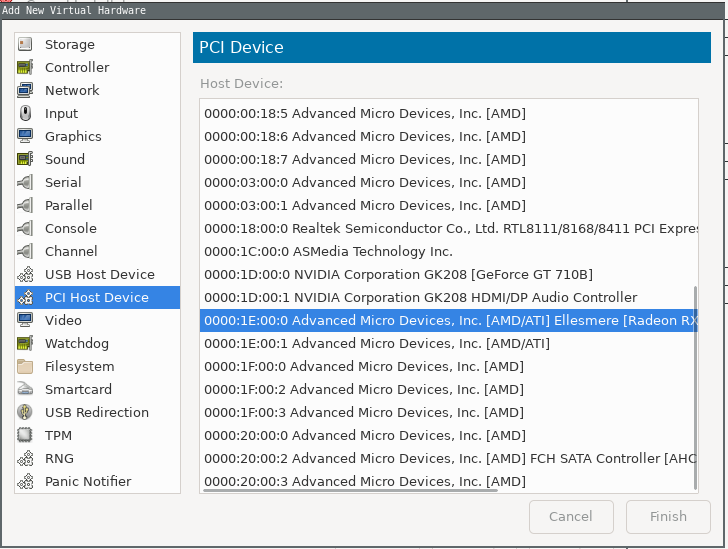 Add New Virtual Hardware
Storage
Controller
Network
Input
Graphics
Sound
Serial
Parallel
Console
Channel
USB Host Device
PCI Host Device
Video
Watchdog
Filesystem
Smartcard
USB Redirection
TPM
RNG
Panic Notifier
PCI Device
Host Device:
0000:00:18:5 Advanced Micro Devices, Inc. [AMD]
0000:00:18:6 Advanced Micro Devices, Inc. [AMD]
0000:00:18:7 Advanced Micro Devices, Inc. [AMD]
0000:03:00:0 Advanced Micro Devices, Inc. [AMD]
0000:03:00:1 Advanced Micro Devices, Inc. [AMD]
0000:18:00:0 Realtek Semiconductor Co., Ltd. RTL8111/8168/8411 PCI Expres
0000:1C:00:0 ASMedia Technology Inc.
0000:1D:00:0 NVIDIA Corporation GK208 [GeForce GT 710B]
0000:1D:00:1 NVIDIA Corporation GK208 HDMI/DP Audio Controller
0000:1E:00:0 Advanced Micro Devices, Inc. [AMD/ATI] Ellesmere [Radeon RX
0000:1E:00:1 Advanced Micro Devices, Inc. [AMD/ATI]
0000:1F:00:0 Advanced Micro Devices, Inc. [AMD]
0000:1F:00:2 Advanced Micro Devices, Inc. [AMD]
0000:1F:00:3 Advanced Micro Devices, Inc. [AMD]
0000:20:00:0 Advanced Micro Devices, Inc. [AMD]
0000:20:00:2 Advanced Micro Devices, Inc. [AMD] FCH SATA Controller [AHC
0000:20:00:3 Advanced Micro Devices, Inc. [AMD]
Cancel
Finish